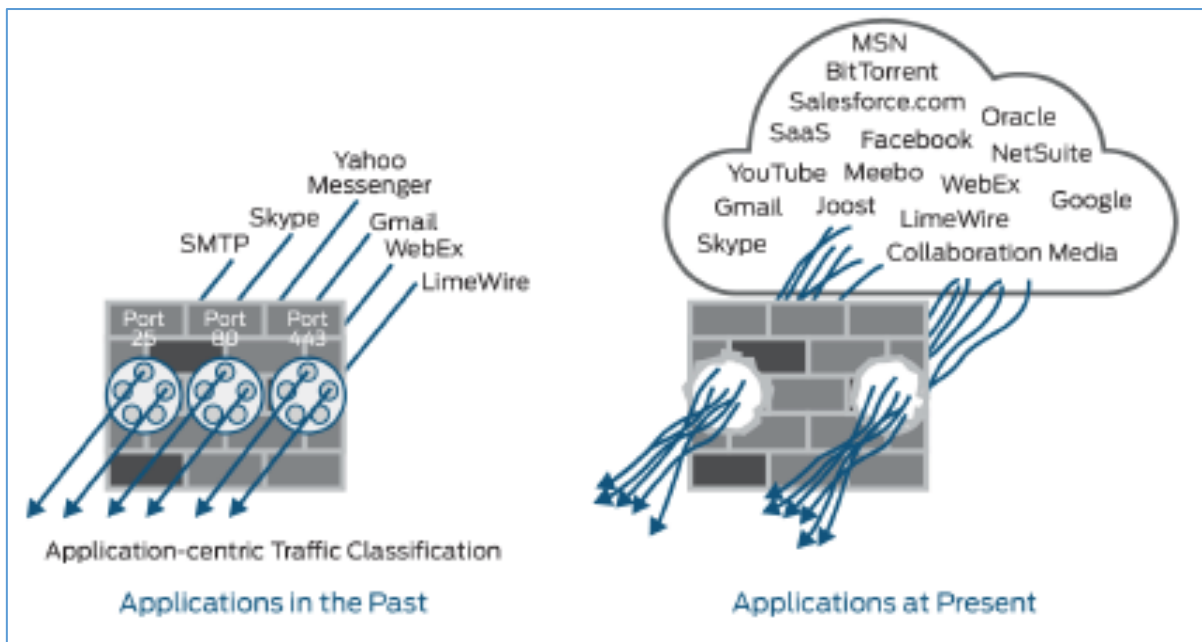 Yahoo
Messenger
Skype
Gmail
SMTP
WebEx
LimeWire
Port
25
Port
80
Port
443
Application-centric Traffic Classification
Applications in the Past
MSN
BitTorrent
Salesforce.com
Oracle
SaaS
Facebook
NetSuite
YouTube
Meebo
WebEx
Google
Gmail
Joost
LimeWire
Skype
Collaboration Media
Applications at Present